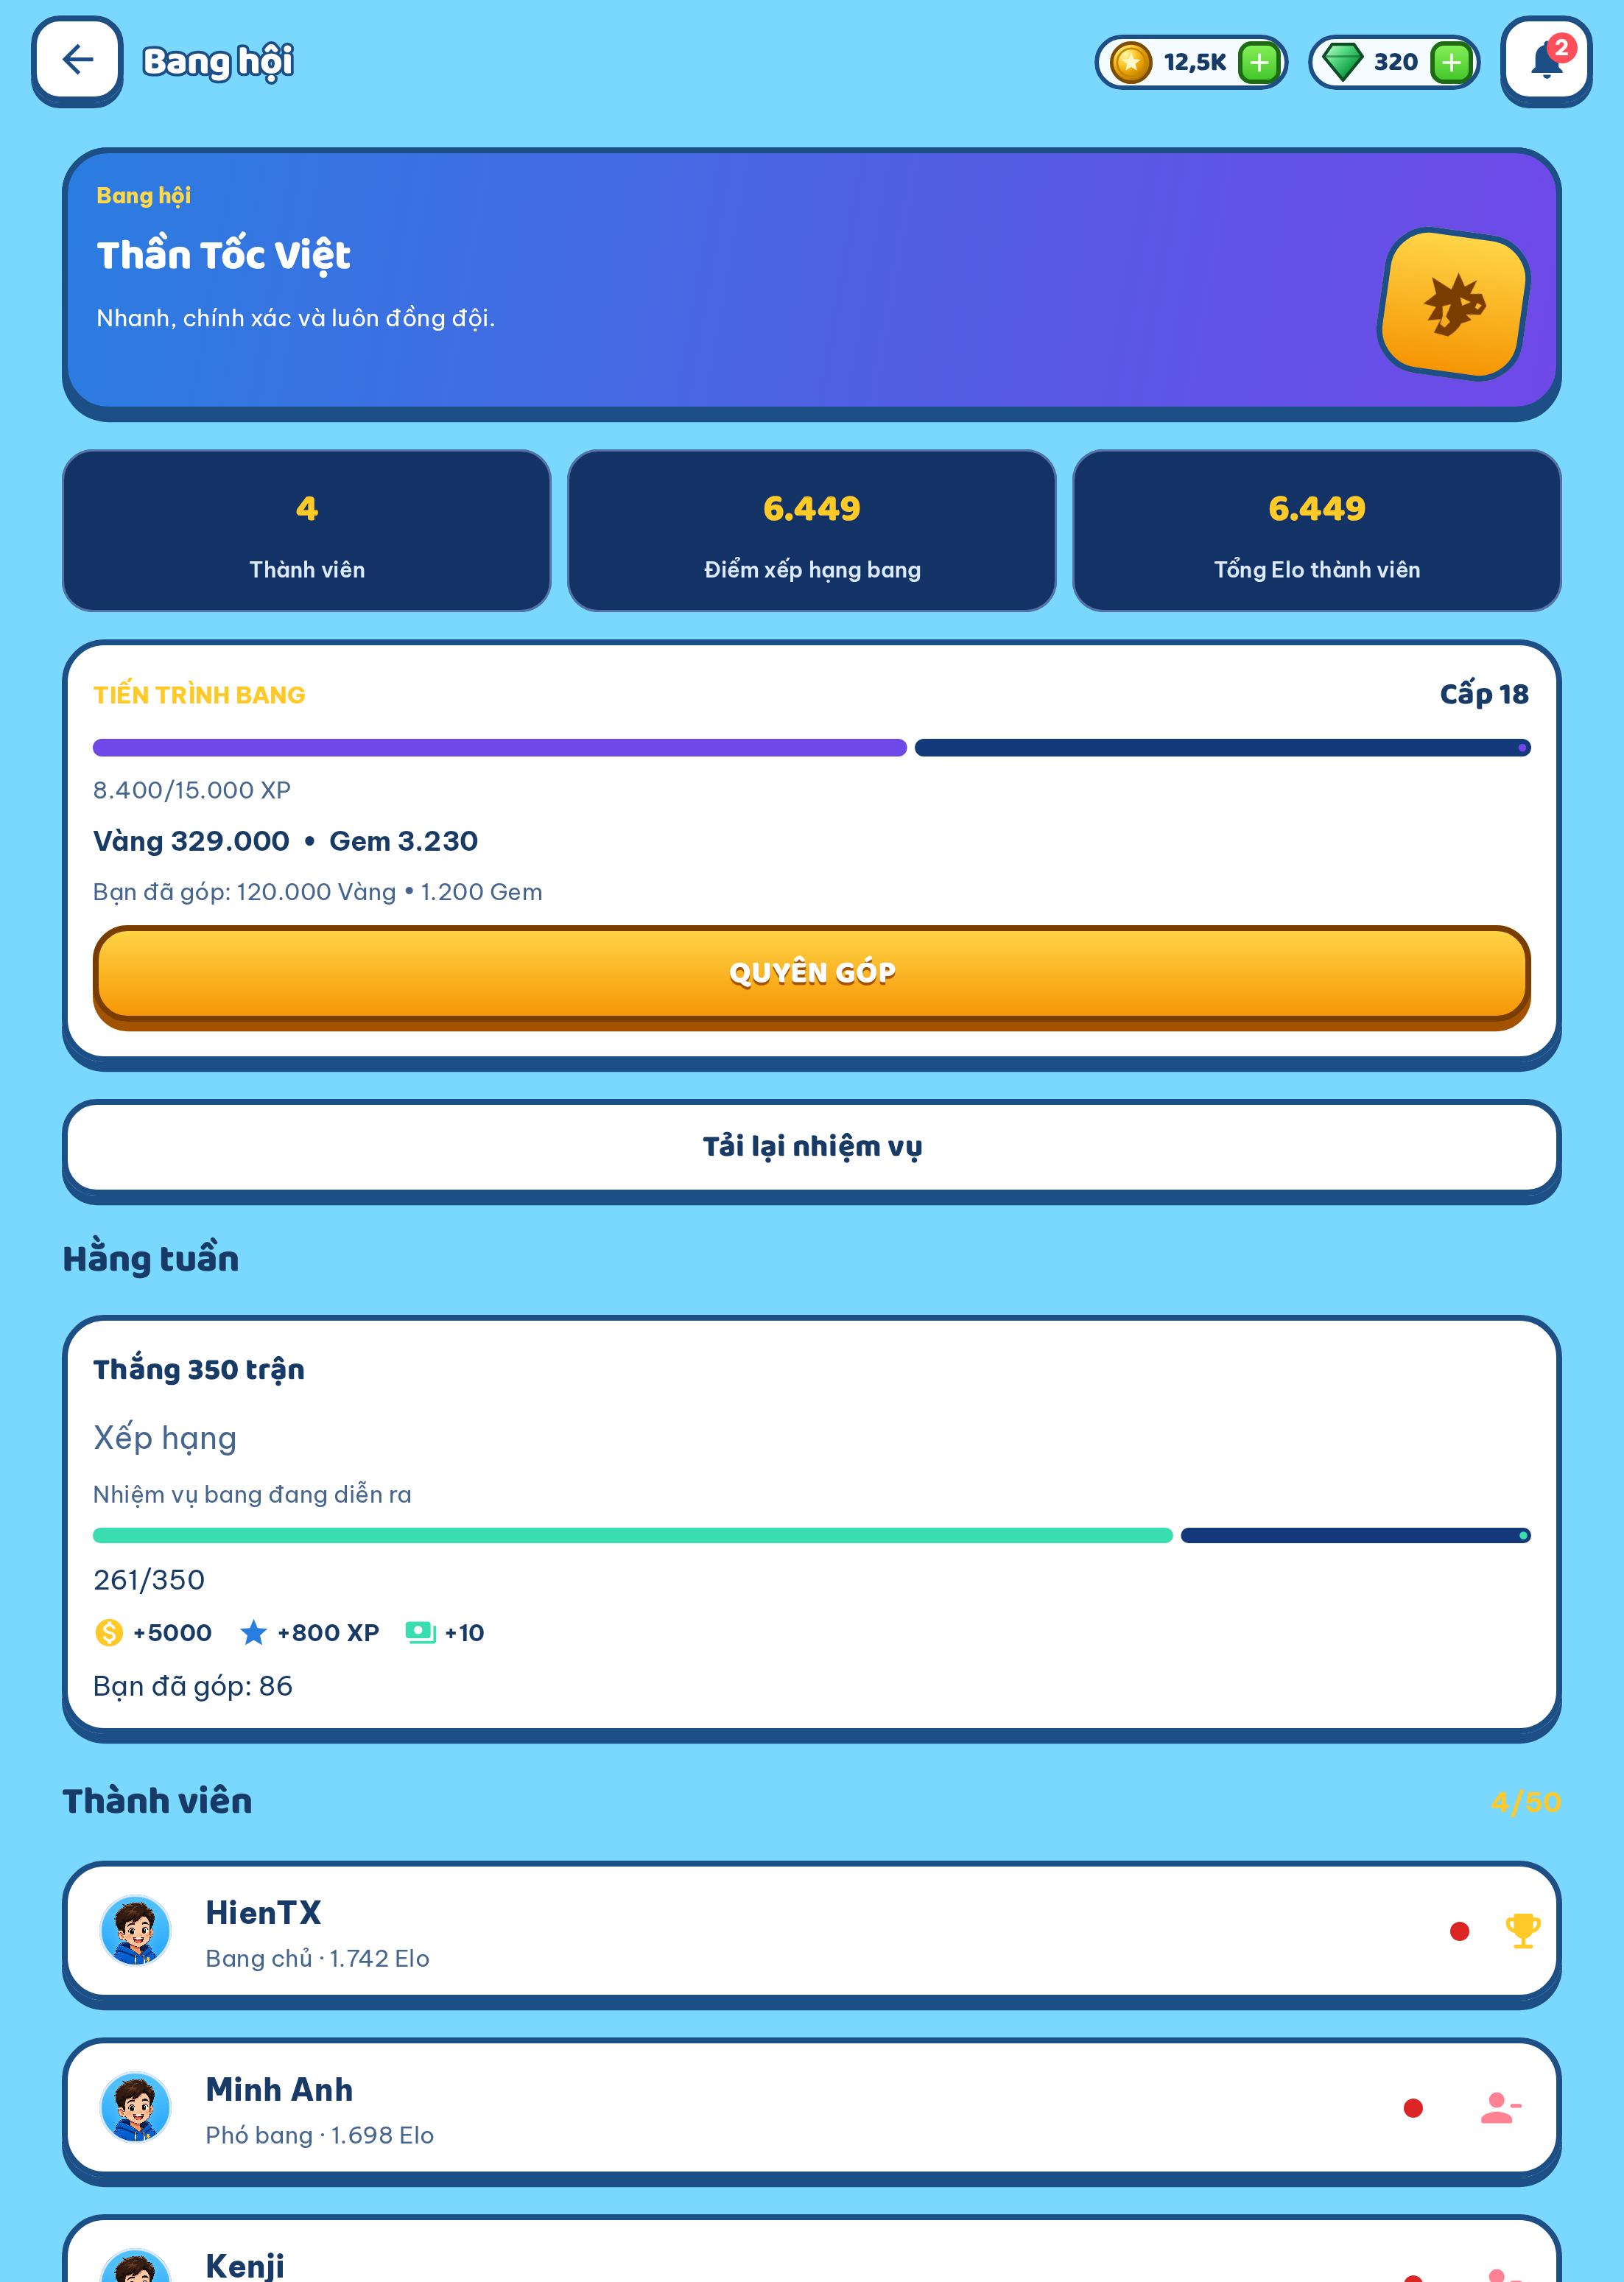 Bang hội
12,5K
320
2
Bang hội
Thần Tốc Việt
Nhanh, chính xác và luôn đồng đội.
4
Thành viên
6.449
Điểm xếp hạng bang
6.449
Tổng Elo thành viên
TIẾN TRÌNH BANG
Cấp 18
8.400/15.000 XP
Vàng 329.000 • Gem 3.230
Bạn đã góp: 120.000 Vàng • 1.200 Gem
QUYÊN GÓP
Tải lại nhiệm vụ
Hằng tuần
Thắng 350 trận
Xếp hạng
Nhiệm vụ bang đang diễn ra
261/350
+5000 +800 XP +10
Bạn đã góp: 86
Thành viên
4/50
HienTX
Bang chủ · 1.742 Elo
Minh Anh
Phó bang · 1.698 Elo
Kenji